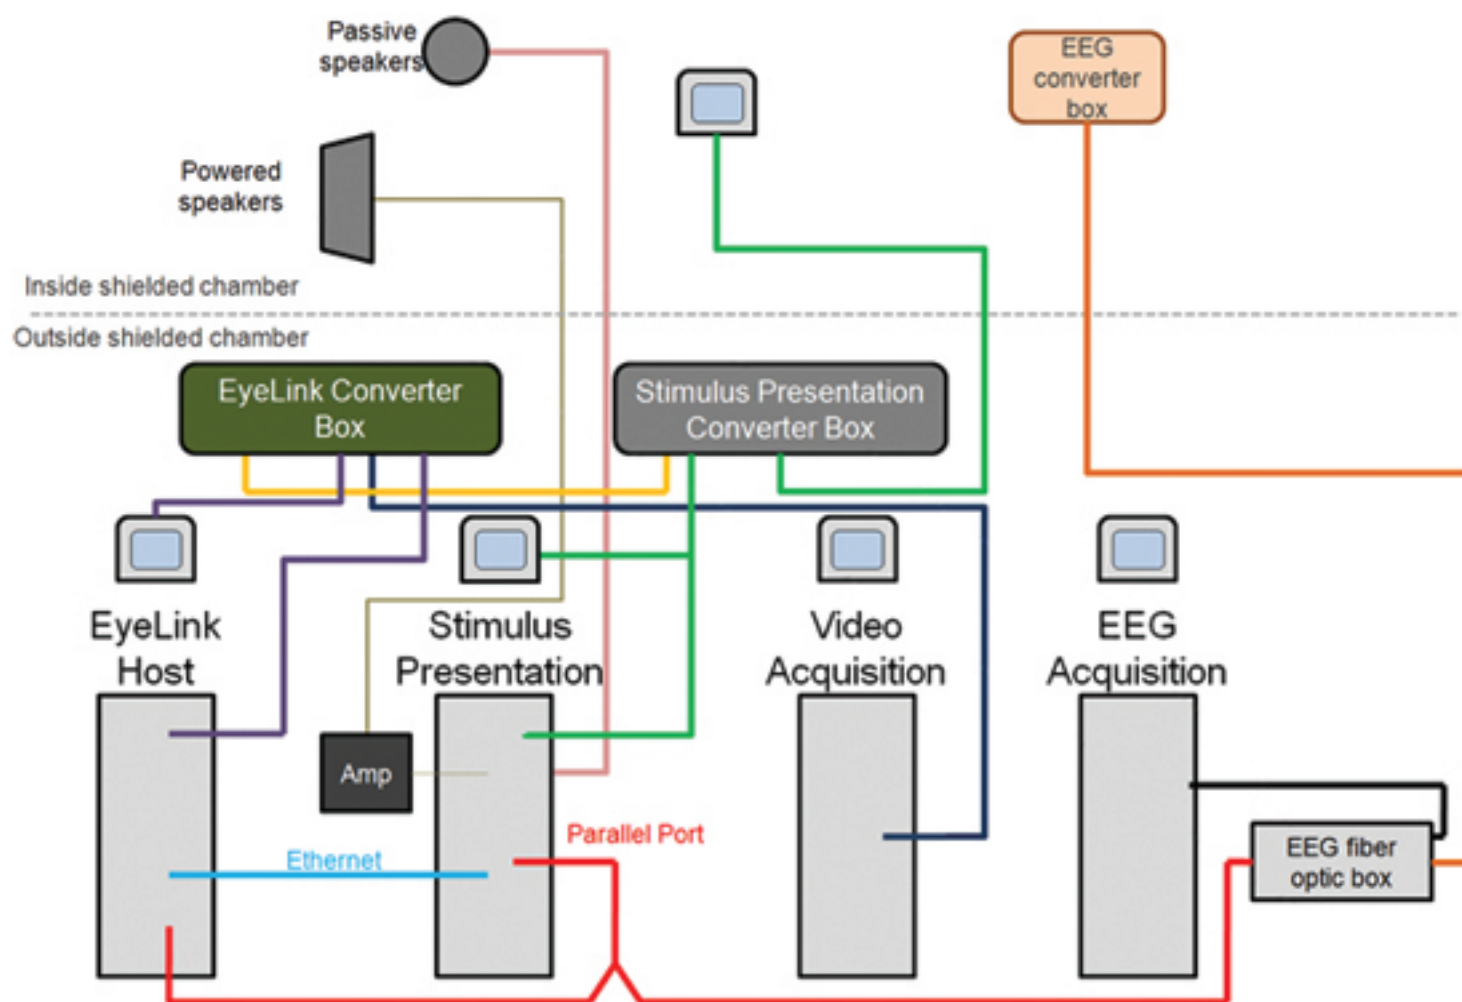 Passive
speakers
EEG
converter
box
Powered
speakers
Inside shielded chamber
Outside shielded chamber
EyeLink Converter
Box
Stimulus Presentation
Converter Box
EyeLink
Host
Stimulus
Presentation
Video
Acquisition
EEG
Acquisition
Amp
Parallel Port
Ethernet
EEG fiber
optic box